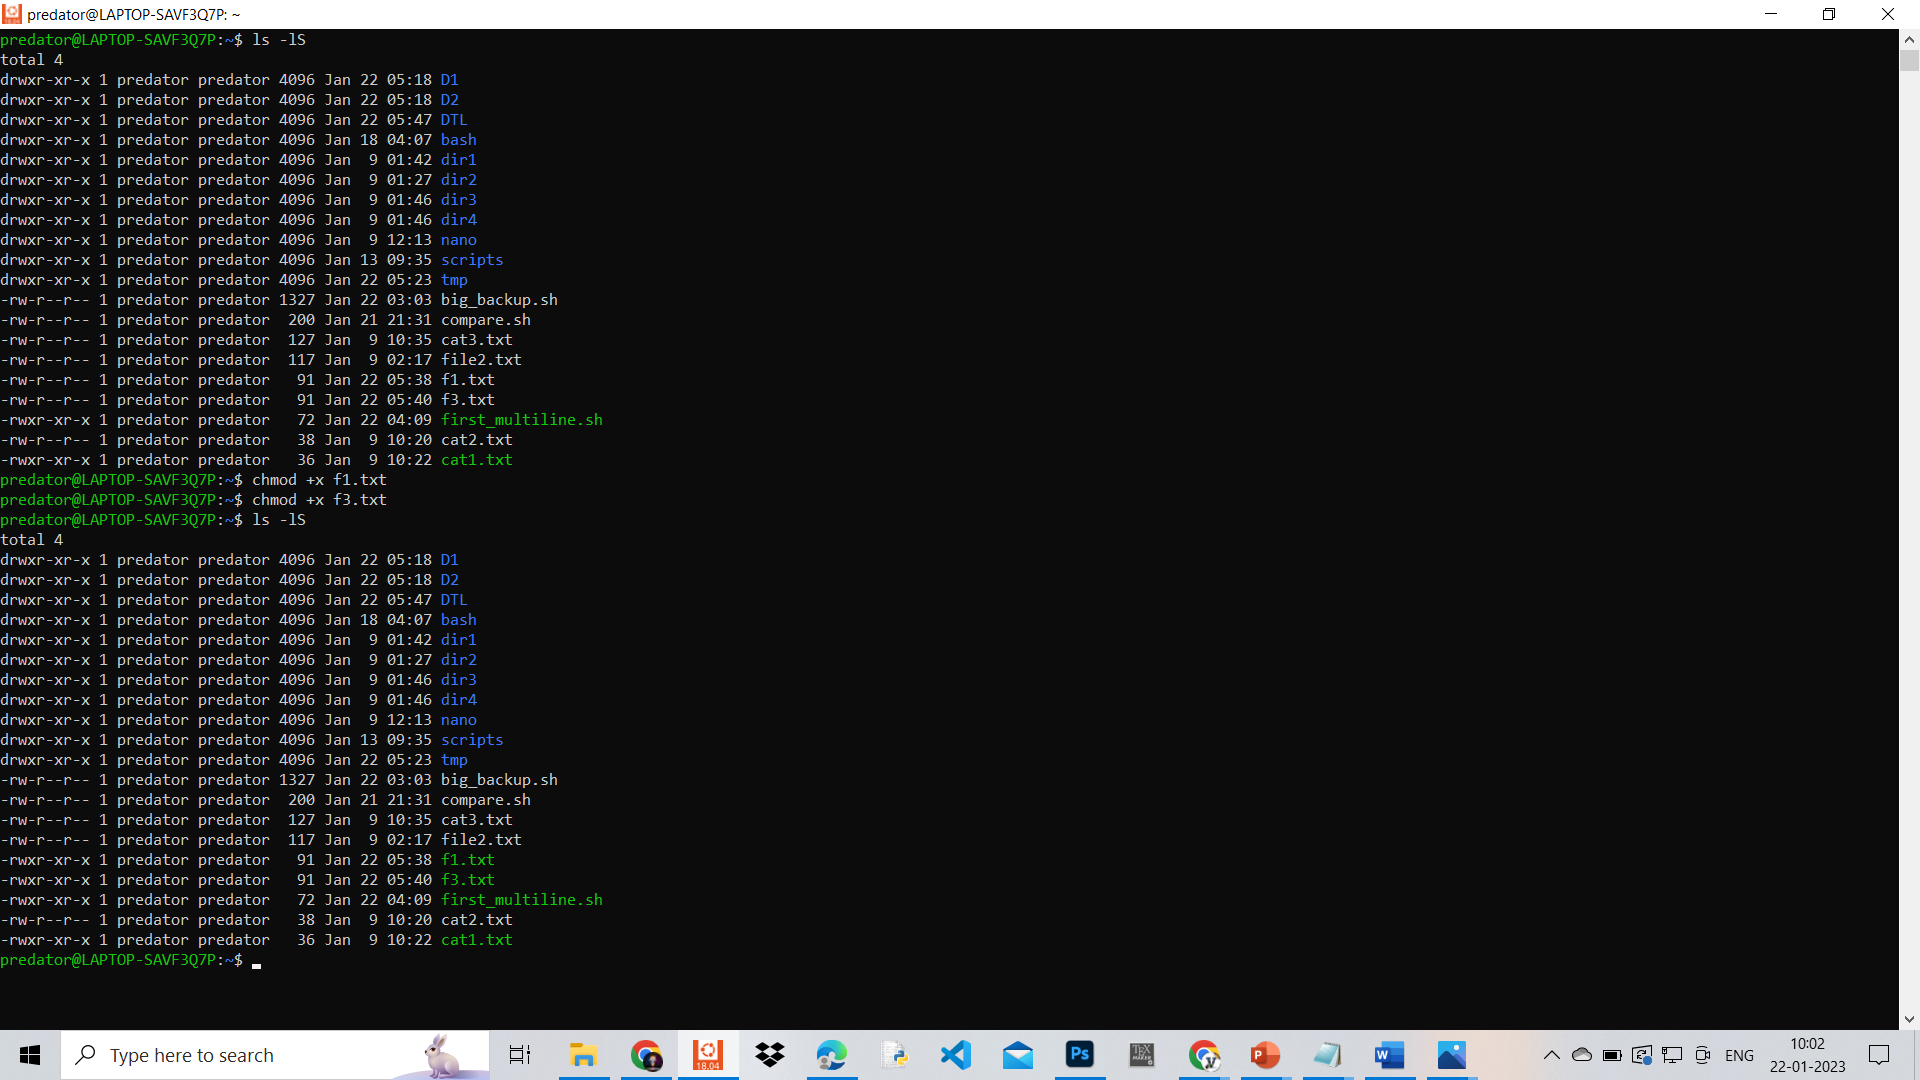 predator@LAPTOP-SAVF3Q7P: ~
predator@LAPTOP-SAVF3Q7P:~$ ls -lS
total 4
drwxr-xr-x 1 predator predator 4096 Jan 22 05:18 D1
drwxr-xr-x 1 predator predator 4096 Jan 22 05:18 D2
drwxr-xr-x 1 predator predator 4096 Jan 22 05:47 DTL
drwxr-xr-x 1 predator predator 4096 Jan 18 04:07 bash
drwxr-xr-x 1 predator predator 4096 Jan  9 01:42 dir1
drwxr-xr-x 1 predator predator 4096 Jan  9 01:27 dir2
drwxr-xr-x 1 predator predator 4096 Jan  9 01:46 dir3
drwxr-xr-x 1 predator predator 4096 Jan  9 01:46 dir4
drwxr-xr-x 1 predator predator 4096 Jan  9 12:13 nano
drwxr-xr-x 1 predator predator 4096 Jan 13 09:35 scripts
drwxr-xr-x 1 predator predator 4096 Jan 22 05:23 tmp
-rw-r--r-- 1 predator predator 1327 Jan 22 03:03 big_backup.sh
-rw-r--r-- 1 predator predator  200 Jan 21 21:31 compare.sh
-rw-r--r-- 1 predator predator  127 Jan  9 10:35 cat3.txt
-rw-r--r-- 1 predator predator  117 Jan  9 02:17 file2.txt
-rw-r--r-- 1 predator predator   91 Jan 22 05:38 f1.txt
-rw-r--r-- 1 predator predator   91 Jan 22 05:40 f3.txt
-rwxr-xr-x 1 predator predator   72 Jan 22 04:09 first_multiline.sh
-rw-r--r-- 1 predator predator   38 Jan  9 10:20 cat2.txt
-rwxr-xr-x 1 predator predator   36 Jan  9 10:22 cat1.txt
predator@LAPTOP-SAVF3Q7P:~$ chmod +x f1.txt
predator@LAPTOP-SAVF3Q7P:~$ chmod +x f3.txt
predator@LAPTOP-SAVF3Q7P:~$ ls -lS
total 4
drwxr-xr-x 1 predator predator 4096 Jan 22 05:18 D1
drwxr-xr-x 1 predator predator 4096 Jan 22 05:18 D2
drwxr-xr-x 1 predator predator 4096 Jan 22 05:47 DTL
drwxr-xr-x 1 predator predator 4096 Jan 18 04:07 bash
drwxr-xr-x 1 predator predator 4096 Jan  9 01:42 dir1
drwxr-xr-x 1 predator predator 4096 Jan  9 01:27 dir2
drwxr-xr-x 1 predator predator 4096 Jan  9 01:46 dir3
drwxr-xr-x 1 predator predator 4096 Jan  9 01:46 dir4
drwxr-xr-x 1 predator predator 4096 Jan  9 12:13 nano
drwxr-xr-x 1 predator predator 4096 Jan 13 09:35 scripts
drwxr-xr-x 1 predator predator 4096 Jan 22 05:23 tmp
-rw-r--r-- 1 predator predator 1327 Jan 22 03:03 big_backup.sh
-rw-r--r-- 1 predator predator  200 Jan 21 21:31 compare.sh
-rw-r--r-- 1 predator predator  127 Jan  9 10:35 cat3.txt
-rw-r--r-- 1 predator predator  117 Jan  9 02:17 file2.txt
-rwxr-xr-x 1 predator predator   91 Jan 22 05:38 f1.txt
-rwxr-xr-x 1 predator predator   91 Jan 22 05:40 f3.txt
-rwxr-xr-x 1 predator predator   72 Jan 22 04:09 first_multiline.sh
-rw-r--r-- 1 predator predator   38 Jan  9 10:20 cat2.txt
-rwxr-xr-x 1 predator predator   36 Jan  9 10:22 cat1.txt
predator@LAPTOP-SAVF3Q7P:~$
Type here to search
18.04
Ps
TEX
MAKER
P
W
ENG
10:02
22-01-2023